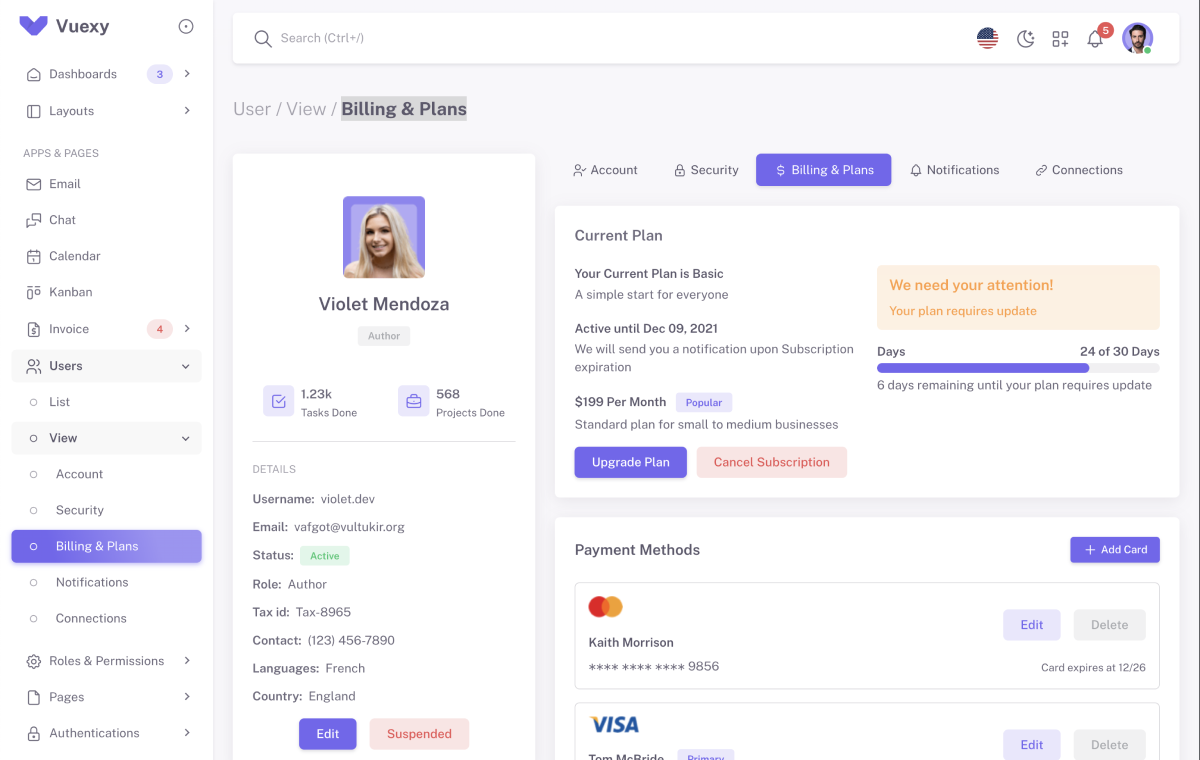 Vuexy
Dashboards 3
Layouts
APPS & PAGES
Email
Chat
Calendar
Kanban
Invoice 4
Users
List
View
Account
Security
Billing & Plans
Notifications
Connections
Roles & Permissions
Pages
Authentications
Search (Ctrl+/)
5
User / View / Billing & Plans
Violet Mendoza
Author
1.23k
Tasks Done
568
Projects Done
DETAILS
Username: violet.dev
Email: vafgot@vultukir.org
Status: Active
Role: Author
Tax id: Tax-8965
Contact: (123) 456-7890
Languages: French
Country: England
Edit Suspended
Account Security $ Billing & Plans Notifications Connections
Current Plan
Your Current Plan is Basic
A simple start for everyone
Active until Dec 09, 2021
We will send you a notification upon Subscription
expiration
$199 Per Month Popular
Standard plan for small to medium businesses
Upgrade Plan Cancel Subscription
We need your attention!
Your plan requires update
Days 24 of 30 Days
6 days remaining until your plan requires update
Payment Methods
+ Add Card
Kaith Morrison
**** **** **** 9856
Edit Delete
Card expires at 12/26
VISA
Tom McBride Primary
Edit Delete